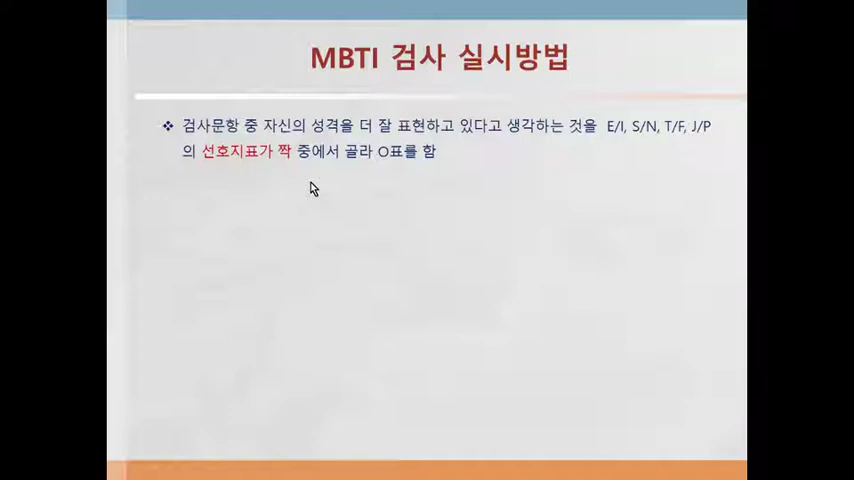 MBTI 검사 실시방법
❖ 검사문항 중 자신의 성격을 더 잘 표현하고 있다고 생각하는 것을 E/I, S/N, T/F, J/P
의 선호지표가 짝 중에서 골라 O표를 함